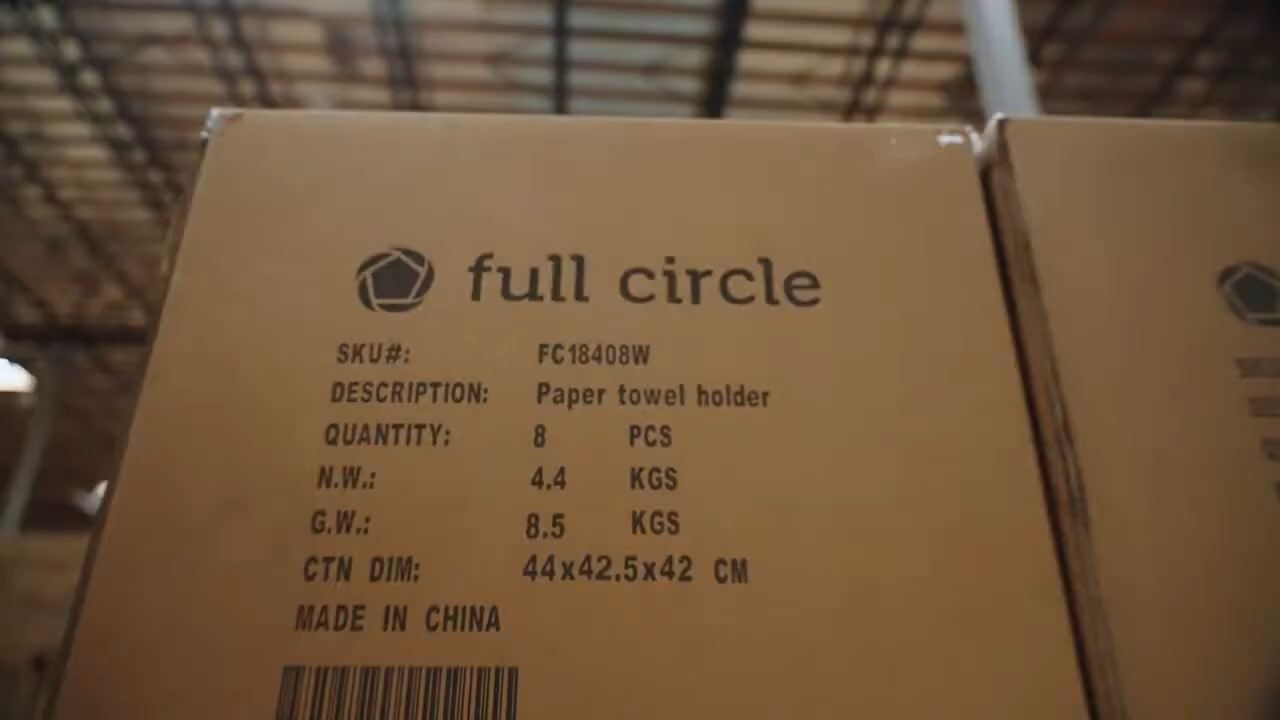 full circle
SKU#: FC18408W
DESCRIPTION: Paper towel holder
QUANTITY: 8 PCS
N.W.: 4.4 KGS
G.W.: 8.5 KGS
CTN DIM: 44x42.5x42 CM
MADE IN CHINA